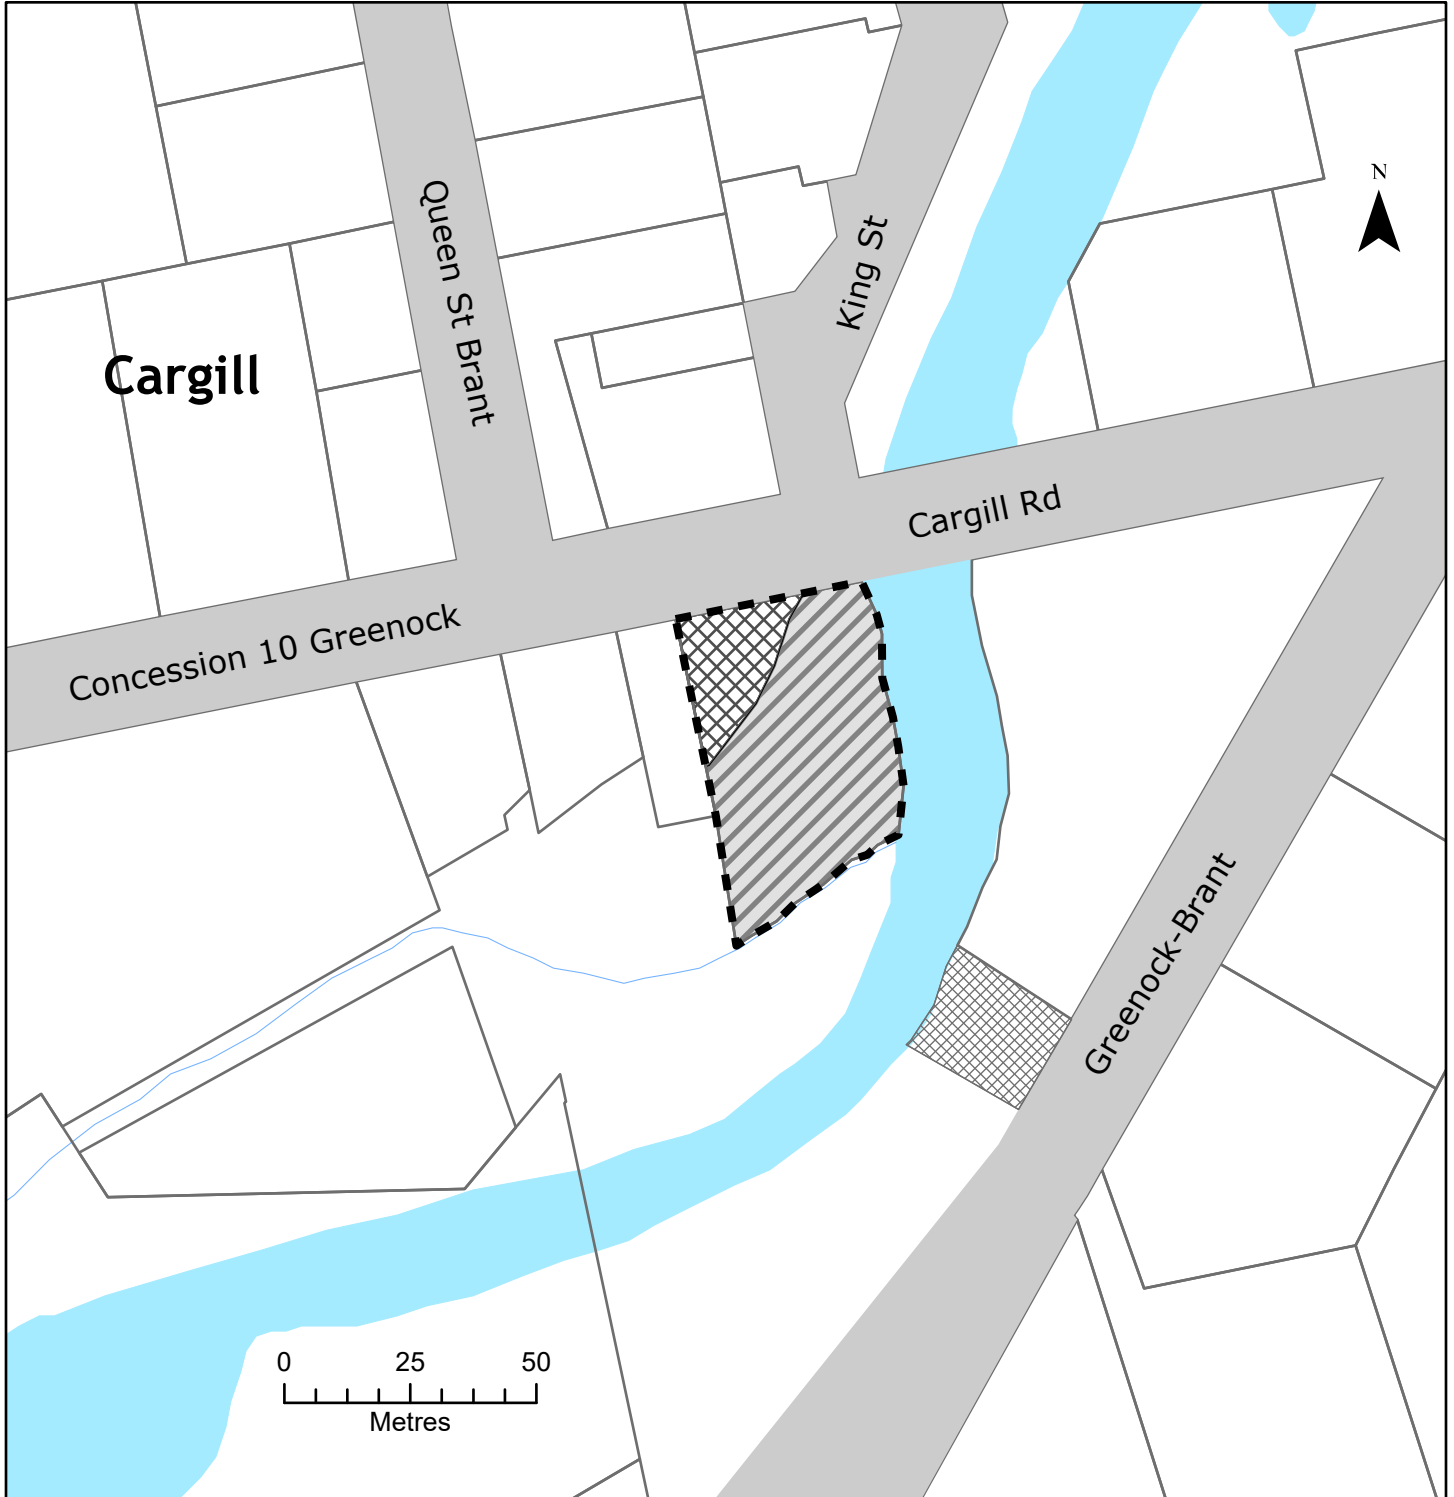 N
Queen St Brant
King St
Cargill
Cargill Rd
Concession 10 Greenock
Greenock-Brant
0 25 50
Metres